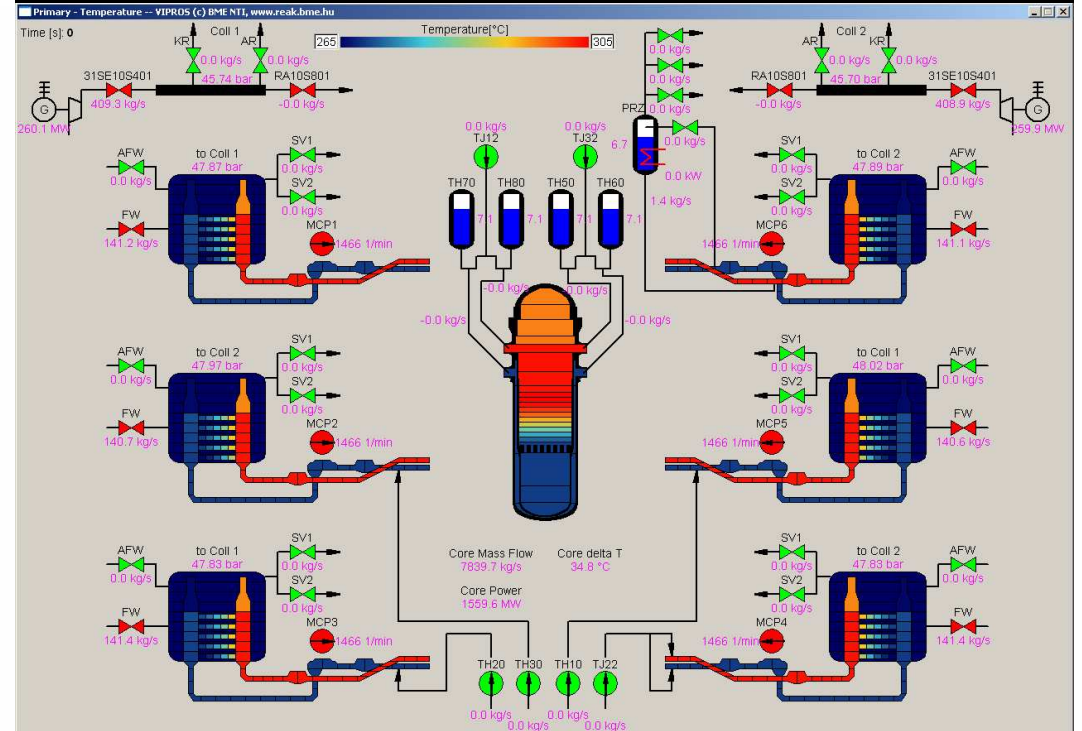 Primary - Temperature -- VIPROS (c) BME NTI, www.reak.bme.hu
Time [s]: 0
Coll 1
KR
AR
0.0 kg/s
0.0 kg/s
45.74 bar
31SE10S401
RA10S801
409.3 kg/s
-0.0 kg/s
G
260.1 MW
Temperature[°C]
265
305
0.0 kg/s
0.0 kg/s
PRZ
0.0 kg/s
6.7
0.0 kg/s
0.0 kW
1.4 kg/s
Coll 2
AR
KR
0.0 kg/s
0.0 kg/s
45.70 bar
RA10S801
31SE10S401
-0.0 kg/s
408.9 kg/s
G
259.9 MW
0.0 kg/s
TJ12
0.0 kg/s
TJ32
TH70
TH80
TH50
TH60
7.1
7.1
7.1
7.1
-0.0 kg/s
-0.0 kg/s
-0.0 kg/s
-0.0 kg/s
AFW
0.0 kg/s
to Coll 1
47.87 bar
SV1
0.0 kg/s
SV2
0.0 kg/s
FW
141.2 kg/s
MCP1
1466 1/min
SV1
0.0 kg/s
SV2
0.0 kg/s
to Coll 2
47.89 bar
AFW
0.0 kg/s
FW
141.1 kg/s
MCP6
1466 1/min
AFW
0.0 kg/s
to Coll 2
47.97 bar
SV1
0.0 kg/s
SV2
0.0 kg/s
FW
140.7 kg/s
MCP2
1466 1/min
SV1
0.0 kg/s
SV2
0.0 kg/s
to Coll 1
48.02 bar
AFW
0.0 kg/s
FW
140.6 kg/s
MCP5
1466 1/min
AFW
0.0 kg/s
to Coll 1
47.83 bar
SV1
0.0 kg/s
SV2
0.0 kg/s
FW
141.4 kg/s
MCP3
1466 1/min
Core Mass Flow
7839.7 kg/s
Core delta T
34.8 °C
Core Power
1559.6 MW
SV1
0.0 kg/s
SV2
0.0 kg/s
to Coll 2
47.83 bar
AFW
0.0 kg/s
FW
141.4 kg/s
MCP4
1466 1/min
TH20
TH30
TH10
TJ22
0.0 kg/s
0.0 kg/s
0.0 kg/s
0.0 kg/s